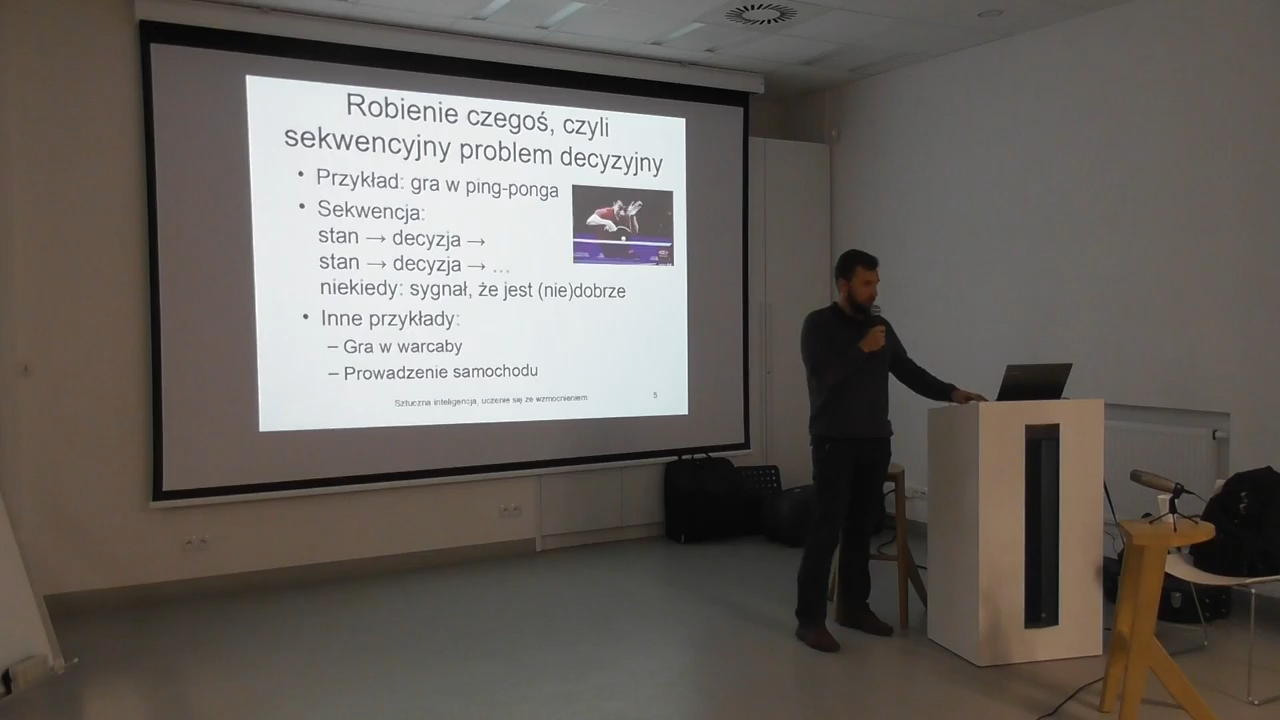 Robienie czegoś, czyli
sekwencyjny problem decyzyjny
• Przykład: gra w ping-ponga
• Sekwencja:
stan → decyzja →
stan → decyzja → ...
niekiedy: sygnał, że jest (nie)dobrze
• Inne przykłady:
– Gra w warcaby
– Prowadzenie samochodu
Sztuczna inteligencja, uczenie się ze wzmocnieniem
5